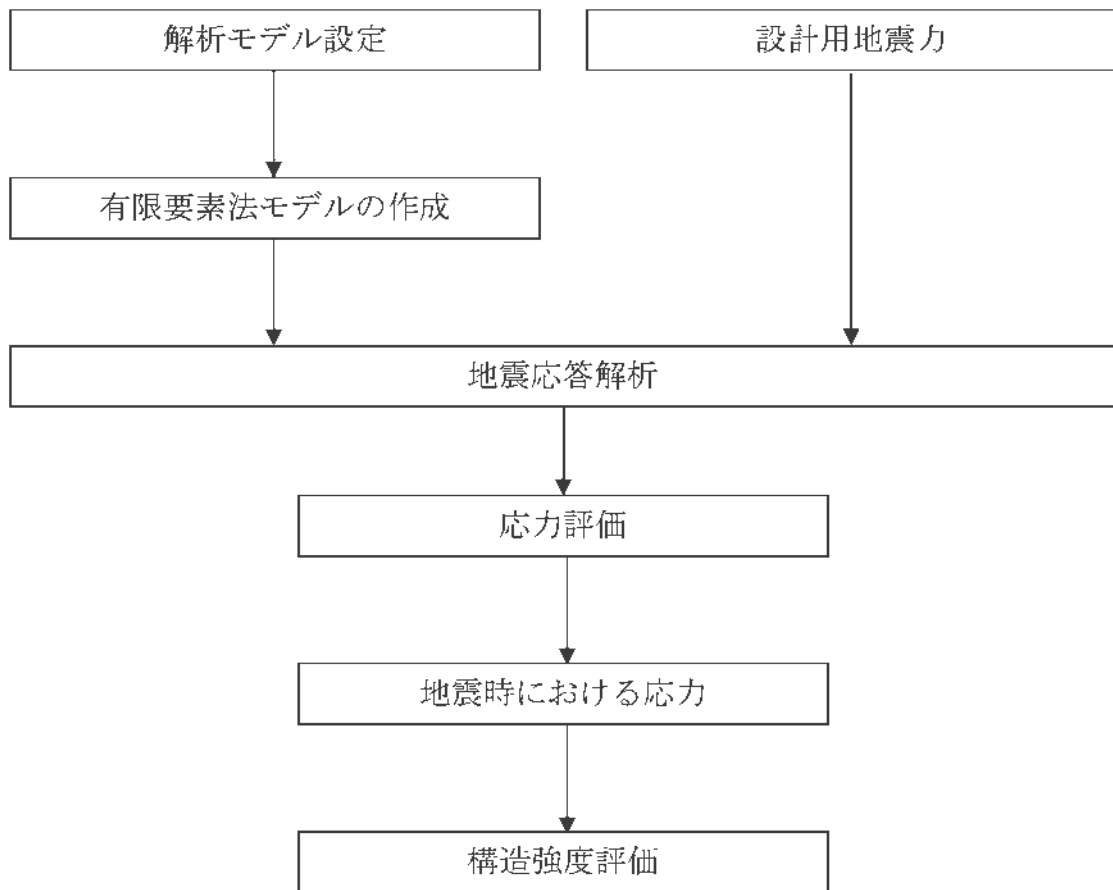 解析モデル設定
設計用地震力
有限要素法モデルの作成
地震応答解析
応力評価
地震時における応力
構造強度評価